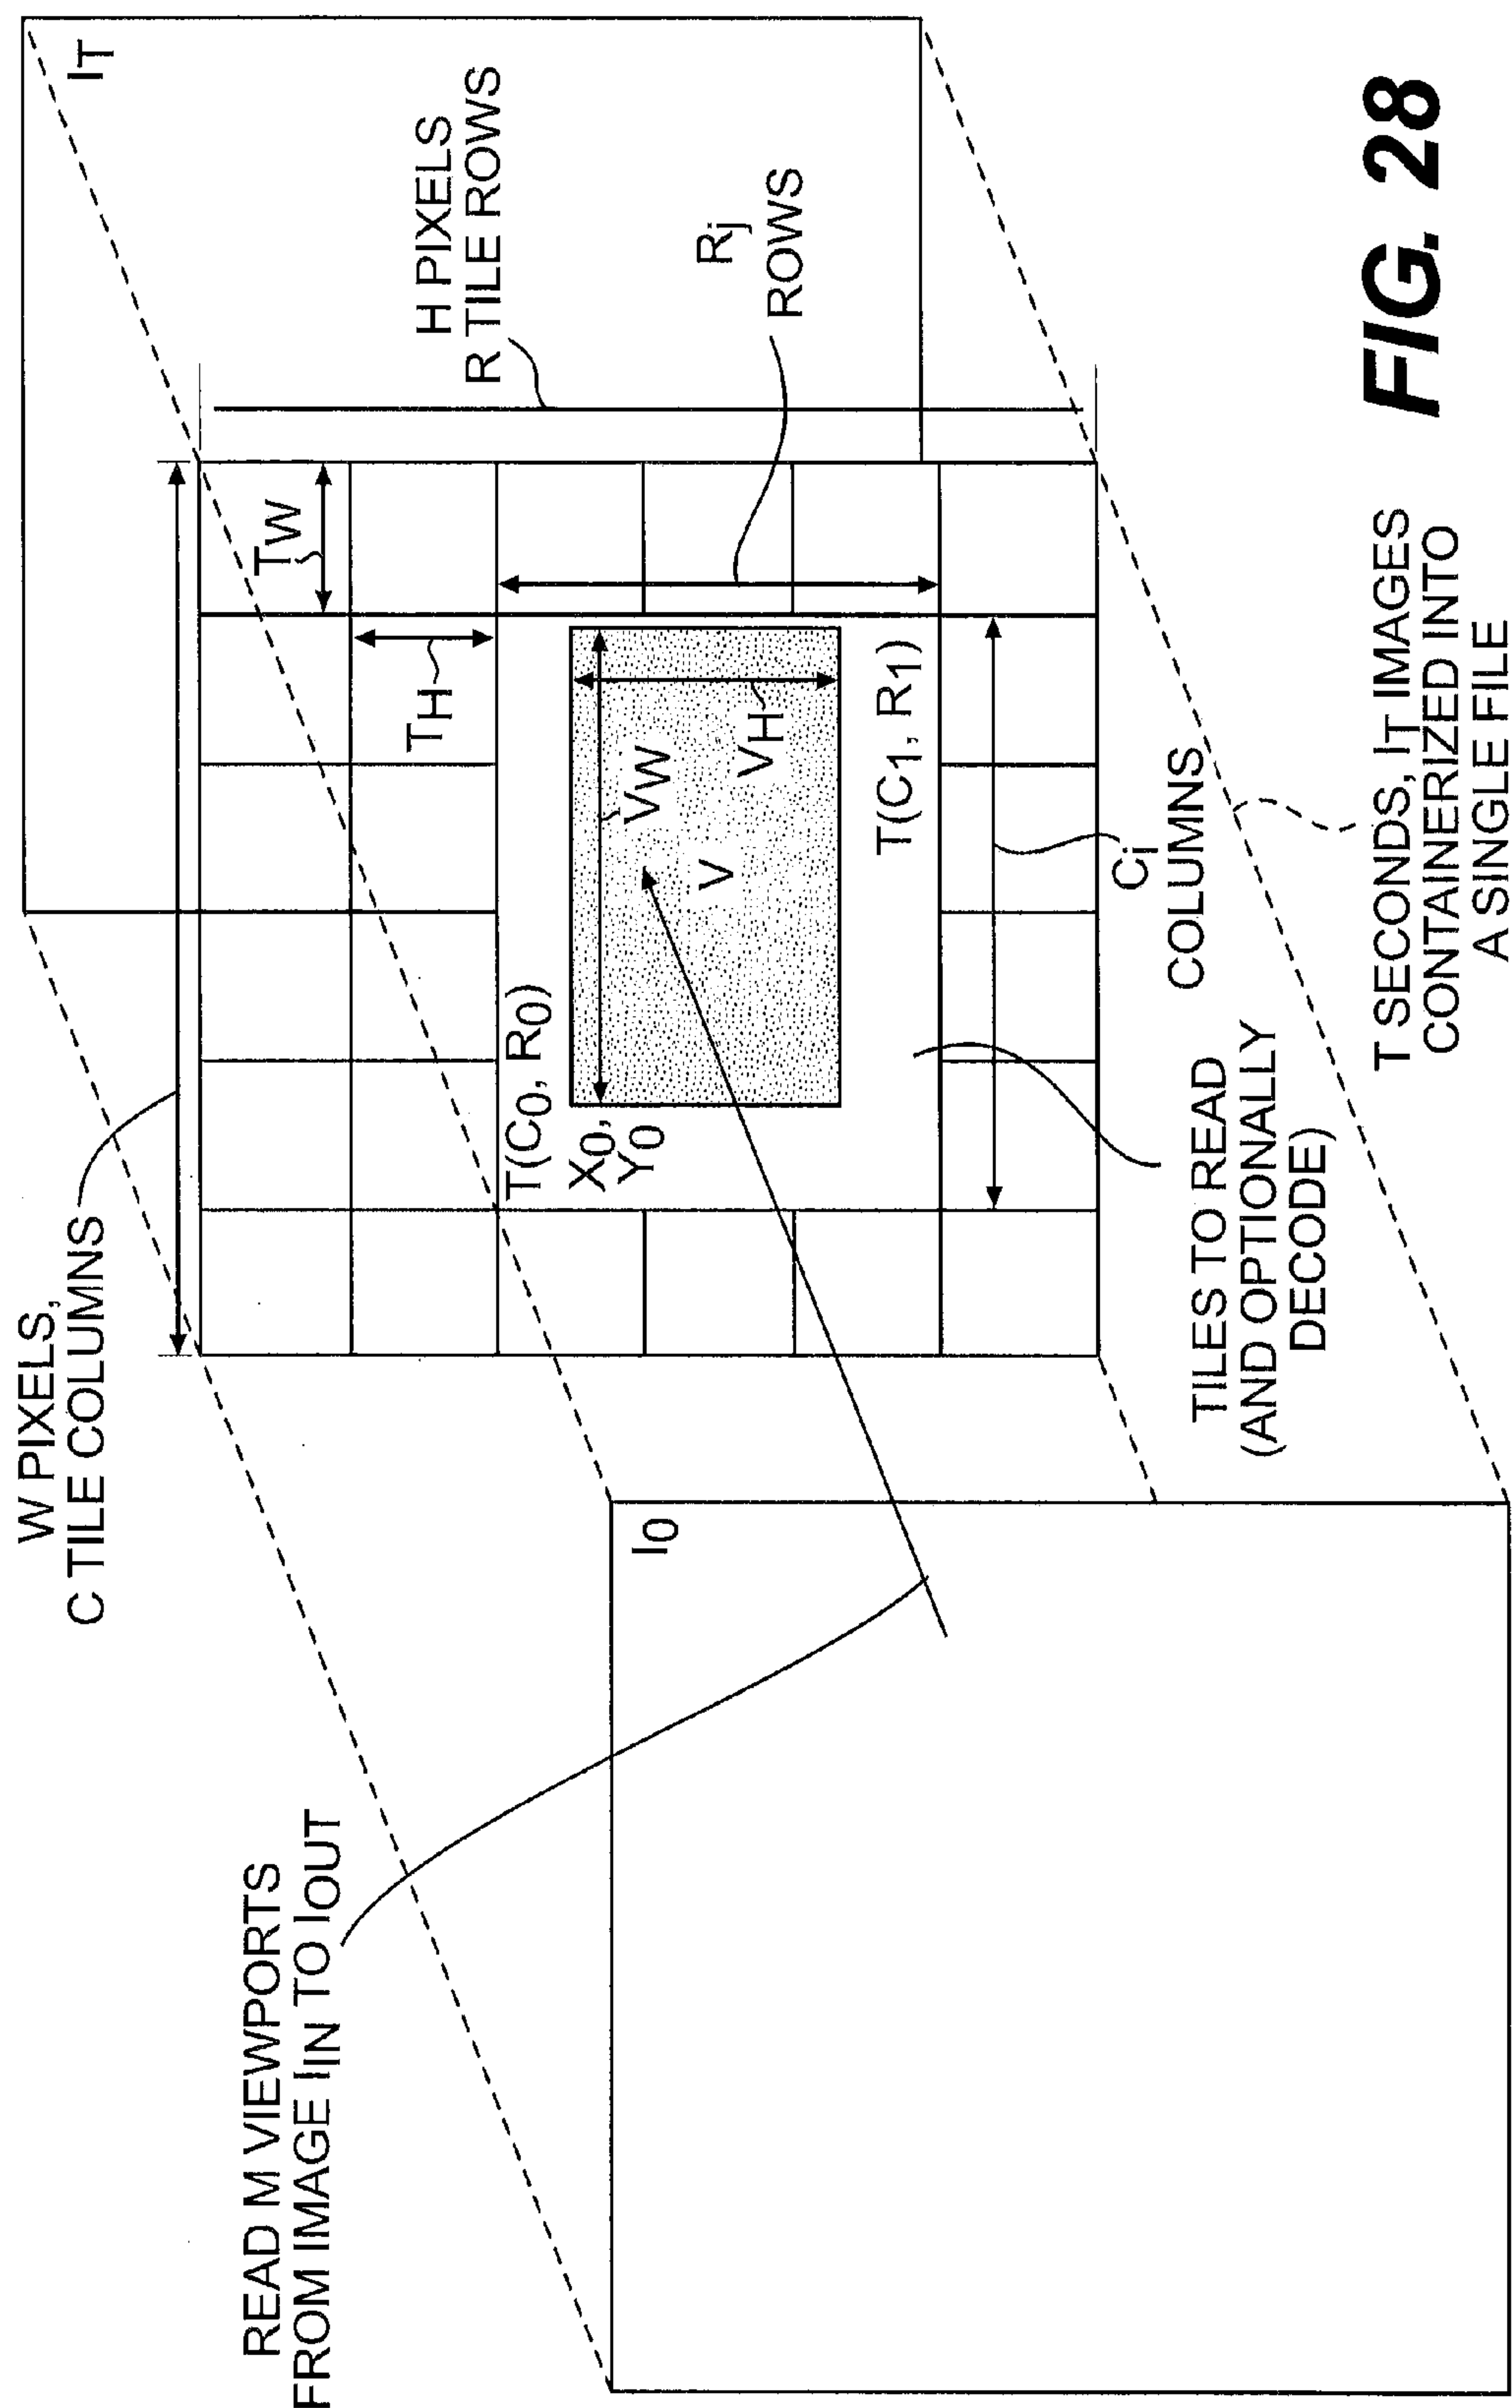 READ M VIEWPORTS
FROM IMAGE IIN TO IOUT
W PIXELS,
C TILE COLUMNS
IT
H PIXELS
R TILE ROWS
TW
TH
Rj
ROWS
T(C0, R0)
X0,
Y0
VW
VH
V
T(C1, R1)
I0
Ci
COLUMNS
TILES TO READ
(AND OPTIONALLY
DECODE)
T SECONDS, IT IMAGES
CONTAINERIZED INTO
A SINGLE FILE
FIG. 28